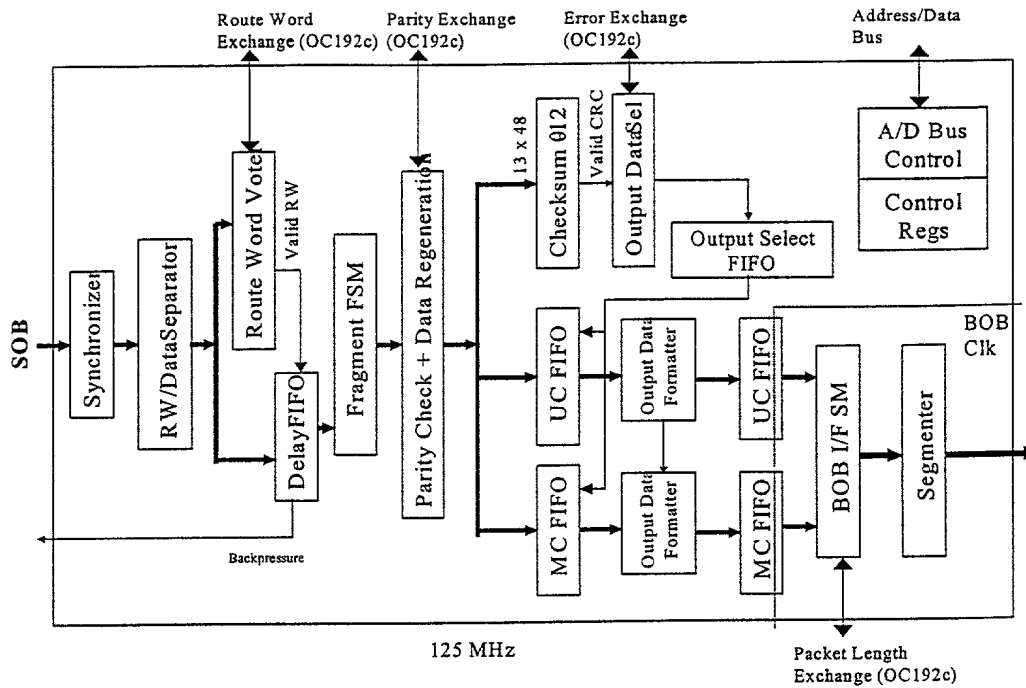 Route Word
Exchange (OC192c)
Parity Exchange
(OC192c)
Error Exchange
(OC192c)
Address/Data
Bus
SOB
Synchronizer
RW/DataSeparator
Route Word Voter
Valid RW
DelayFIFO
Fragment FSM
Parity Check + Data Regeneration
13 x 48
Checksum θ12
Valid CRC
Output DataSel
Output Select
FIFO
A/D Bus
Control
Control
Regs
UC FIFO
Output Data
Formatter
UC FIFO
MC FIFO
Output Data
Formatter
MC FIFO
BOB
Clk
BOB I/F SM
Segmenter
Backpressure
125 MHz
Packet Length
Exchange (OC192c)